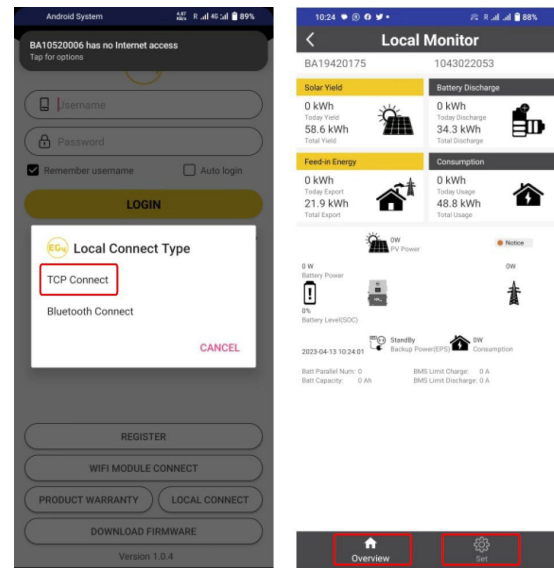 Android System
4G 89%
BA10520006 has no Internet access
Tap for options
Username
Password
Remember username
Auto login
LOGIN
EG4
Local Connect Type
TCP Connect
Bluetooth Connect
CANCEL
REGISTER
WIFI MODULE CONNECT
PRODUCT WARRANTY
LOCAL CONNECT
DOWNLOAD FIRMWARE
Version 1.0.4
10:24
R 88%
Local Monitor
BA19420175
1043022053
Solar Yield
0 kWh
Today Yield
58.6 kWh
Total Yield
Battery Discharge
0 kWh
Today Discharge
34.3 kWh
Total Discharge
Feed-in Energy
0 kWh
Today Export
21.9 kWh
Total Export
Consumption
0 kWh
Today Usage
48.8 kWh
Total Usage
0W
PV Power
Notice
0 W
Battery Power
0W
0%
Battery Level(SOC)
2023-04-13 10:24:01
StandBy
Backup Power(EPS)
0W
Consumption
Batt Parallel Num: 0
BMS Limit Charge: 0 A
Batt Capacity: 0 Ah
BMS Limit Discharge: 0 A
Overview
Set